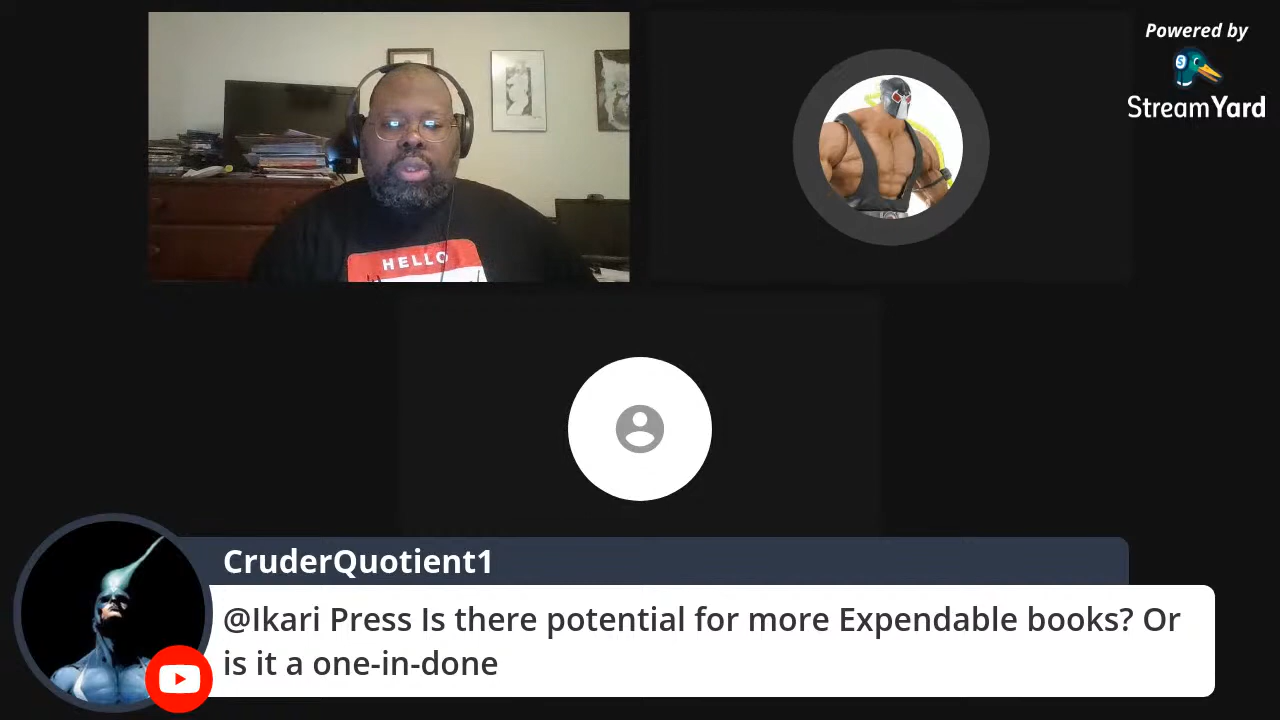 Powered by
StreamYard
HELLO
CruderQuotient1
@Ikari Press Is there potential for more Expendable books? Or
is it a one-in-done